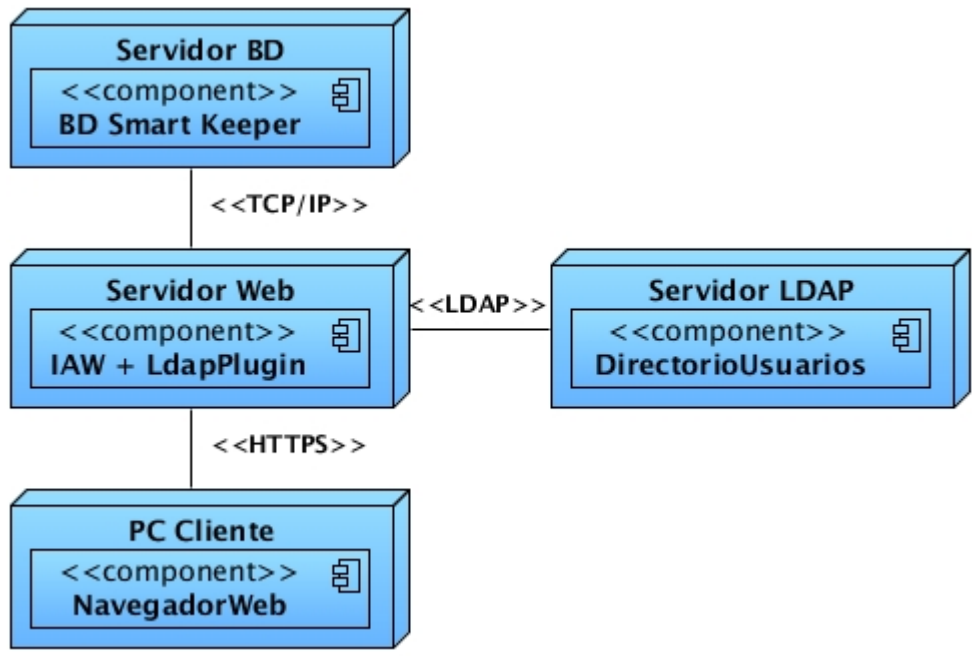 Servidor BD
<<component>>
BD Smart Keeper
<<TCP/IP>>
Servidor Web
<<component>>
IAW + LdapPlugin
<<LDAP>>
Servidor LDAP
<<component>>
DirectorioUsuarios
<<HTTPS>>
PC Cliente
<<component>>
NavegadorWeb